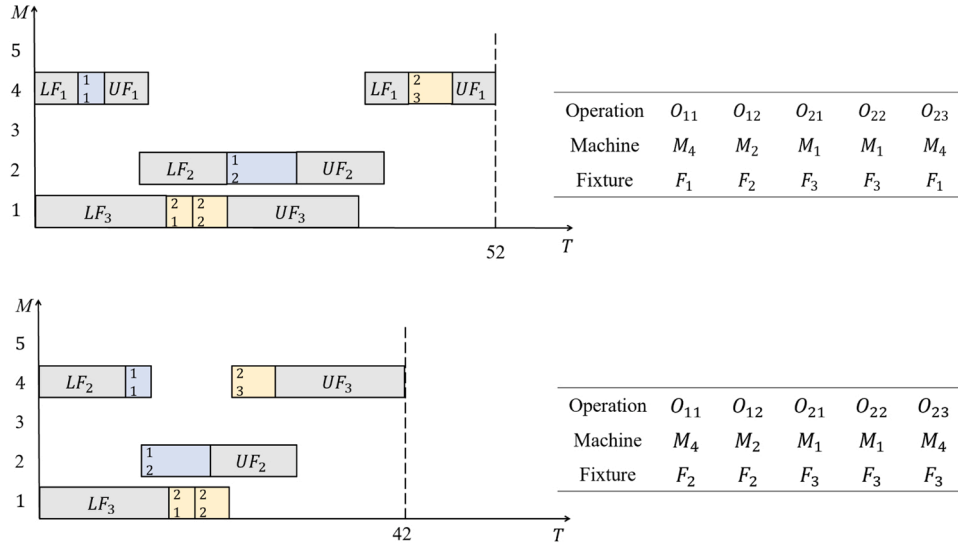 M
5
4
LF₁
1
1
UF₁
LF₁
2
3
UF₁
3
2
LF₂
1
2
UF₂
1
LF₃
2
1
2
2
UF₃
52
T
Operation O₁₁ O₁₂ O₂₁ O₂₂ O₂₃
Machine M₄ M₂ M₁ M₁ M₄
Fixture F₁ F₂ F₃ F₃ F₁
M
5
4
LF₂
1
1
2
3
UF₃
3
2
1
2
UF₂
1
LF₃
2
1
2
2
42
T
Operation O₁₁ O₁₂ O₂₁ O₂₂ O₂₃
Machine M₄ M₂ M₁ M₁ M₄
Fixture F₂ F₂ F₃ F₃ F₃